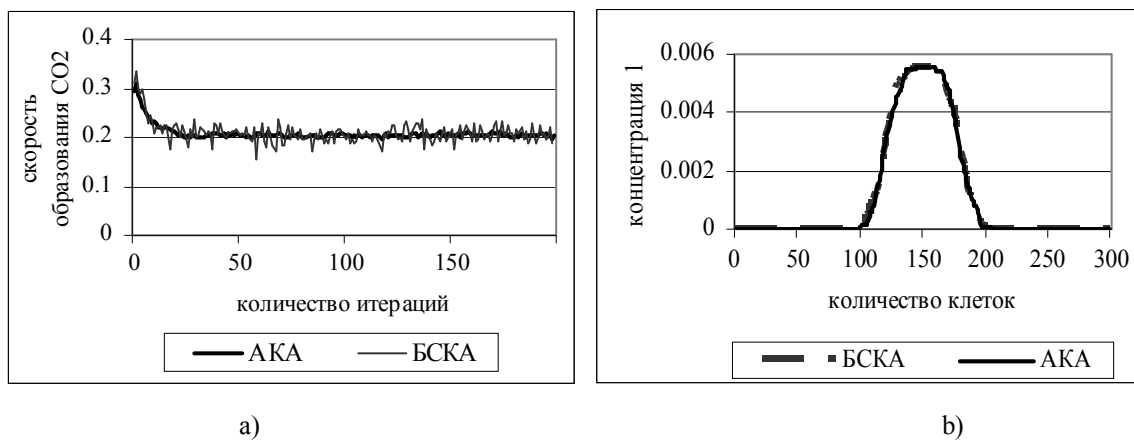 0.4
0.3
0.2
0.1
0
скорость
образования CO2
0
50
100
150
количество итераций
АКА
БСКА
a)
0.006
0.004
0.002
0
концентрация 1
0
50
100
150
200
250
300
количество клеток
БСКА
АКА
b)